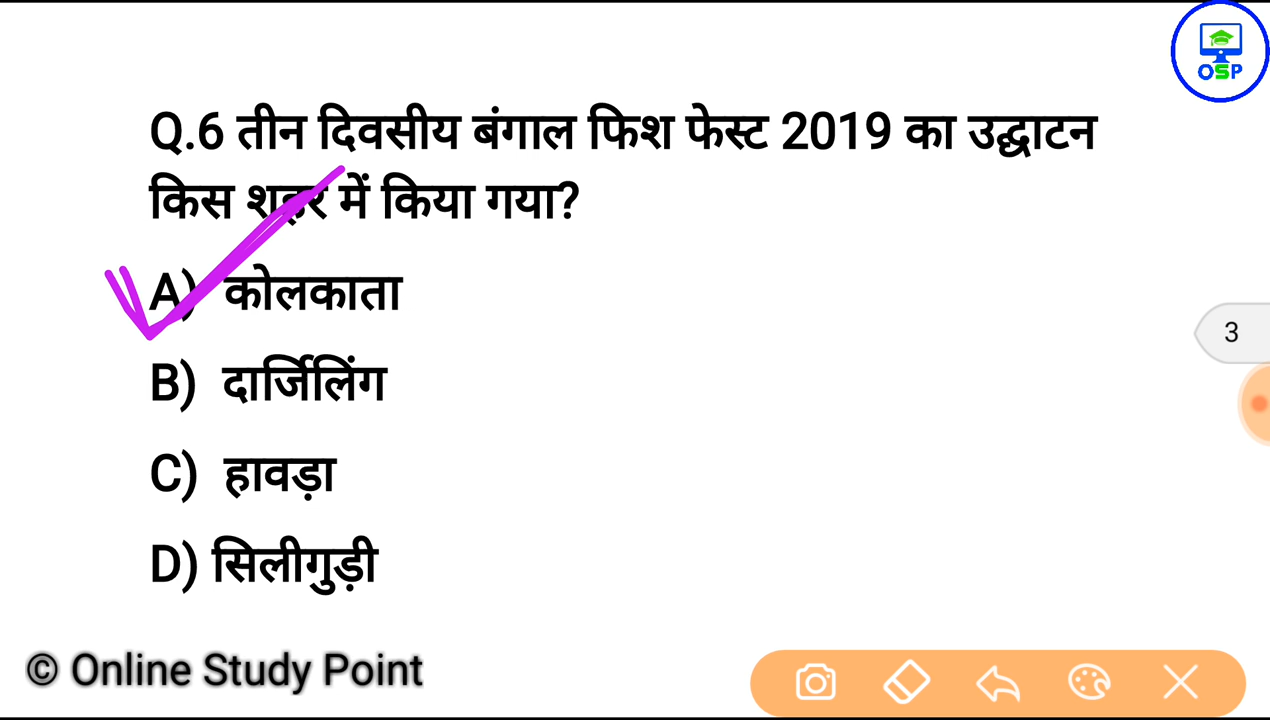 OSP
Q.6 तीन दिवसीय बंगाल फिश फेस्ट 2019 का उद्घाटन
किस शहर में किया गया?
A) कोलकाता
B) दार्जिलिंग
C) हावड़ा
D) सिलीगुड़ी
3
© Online Study Point